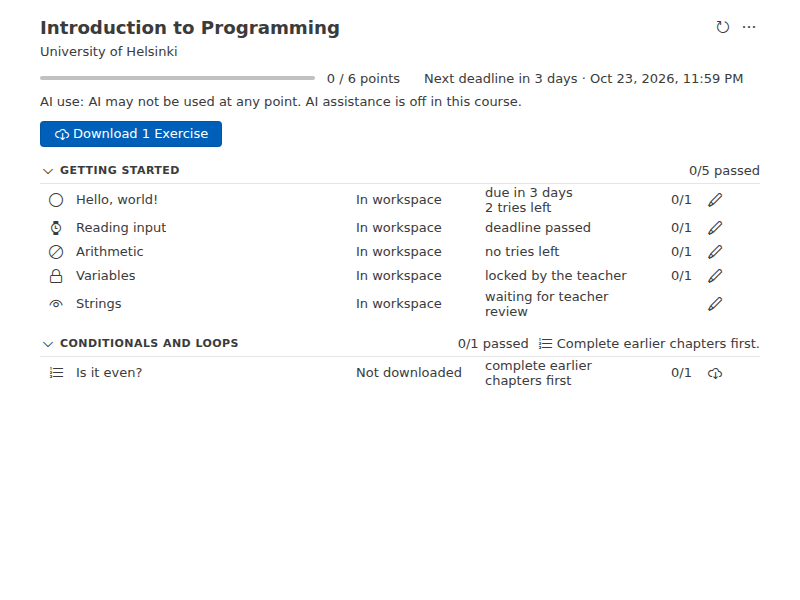 Introduction to Programming
University of Helsinki
0 / 6 points Next deadline in 3 days · Oct 23, 2026, 11:59 PM
AI use: AI may not be used at any point. AI assistance is off in this course.
Download 1 Exercise
GETTING STARTED 0/5 passed
Hello, world! In workspace due in 3 days 0/1
2 tries left
Reading input In workspace deadline passed 0/1
Arithmetic In workspace no tries left 0/1
Variables In workspace locked by the teacher 0/1
Strings In workspace waiting for teacher
review
CONDITIONALS AND LOOPS 0/1 passed Complete earlier chapters first.
Is it even? Not downloaded complete earlier 0/1
chapters first